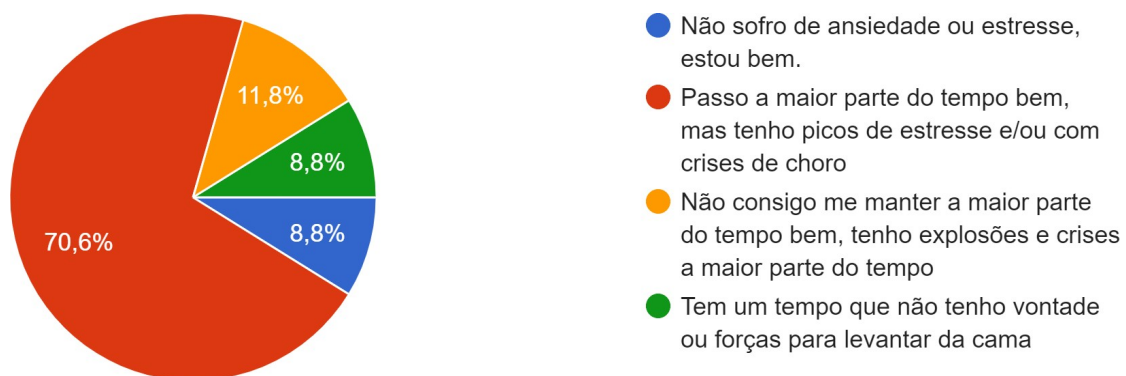 11,8%
8,8%
8,8%
70,6%
Não sofro de ansiedade ou estresse,
estou bem.
Passo a maior parte do tempo bem,
mas tenho picos de estresse e/ou com
crises de choro
Não consigo me manter a maior parte
do tempo bem, tenho explosões e crises
a maior parte do tempo
Tem um tempo que não tenho vontade
ou forças para levantar da cama